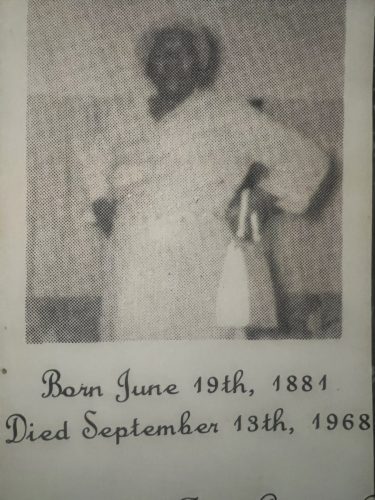 Born June 19th, 1881
Died September 13th, 1968